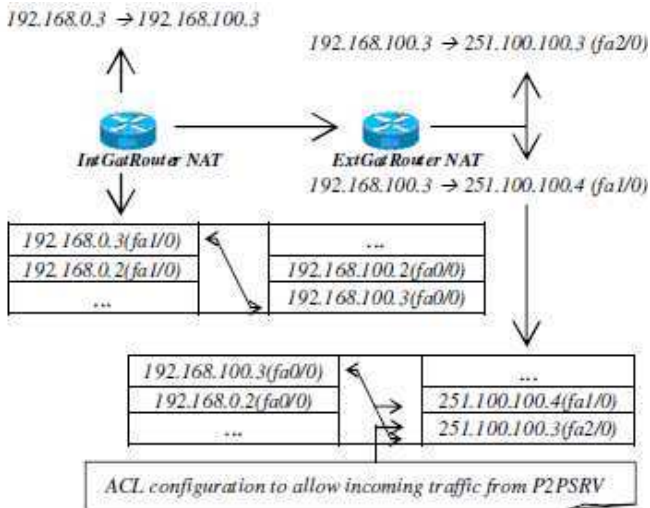 192.168.0.3 → 192.168.100.3
192.168.100.3 → 251.100.100.3 (fa2/0)
IntGatRouter NAT
ExtGatRouter NAT
192.168.100.3 → 251.100.100.4 (fa1/0)
192.168.0.3(fa1/0)
192.168.0.2(fa1/0)
...
...
192.168.100.2(fa0/0)
192.168.100.3(fa0/0)
192.168.100.3(fa0/0)
192.168.0.2(fa0/0)
...
...
251.100.100.4(fa1/0)
251.100.100.3(fa2/0)
ACL configuration to allow incoming traffic from P2PSRV